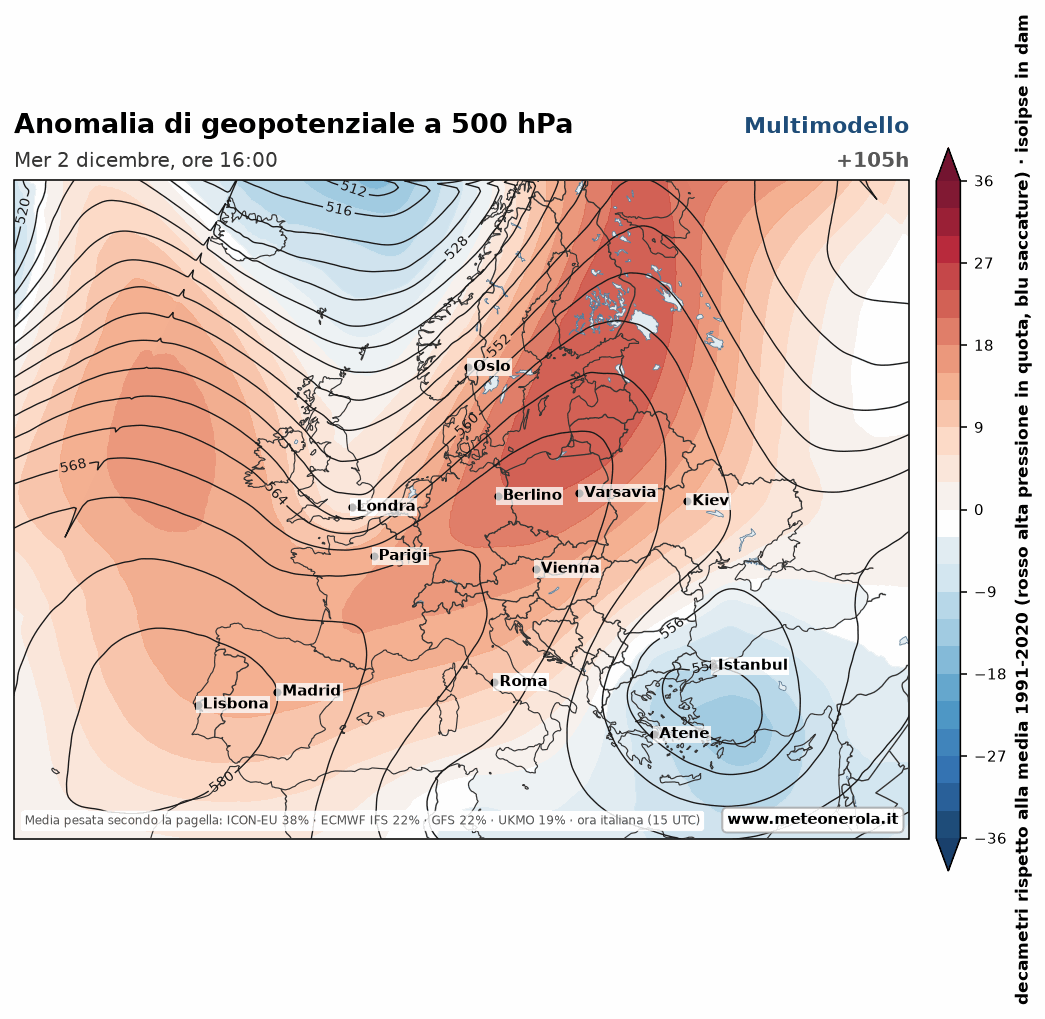 Anomalia di geopotenziale a 500 hPa
Multimodello
Mer 2 dicembre, ore 16:00
+105h
512
516
520
528
552
Oslo
560
568
564
Londra
Berlino
Varsavia
Kiev
Parigi
Vienna
556
Istanbul
Roma
Madrid
Lisbona
Atene
580
Media pesata secondo la pagella: ICON-EU 38% · ECMWF IFS 22% · GFS 22% · UKMO 19% · ora italiana (15 UTC)
www.meteonerola.it
36
27
18
9
0
−9
−18
−27
−36
decametri rispetto alla media 1991-2020 (rosso alta pressione in quota, blu saccature) · isoipse in dam